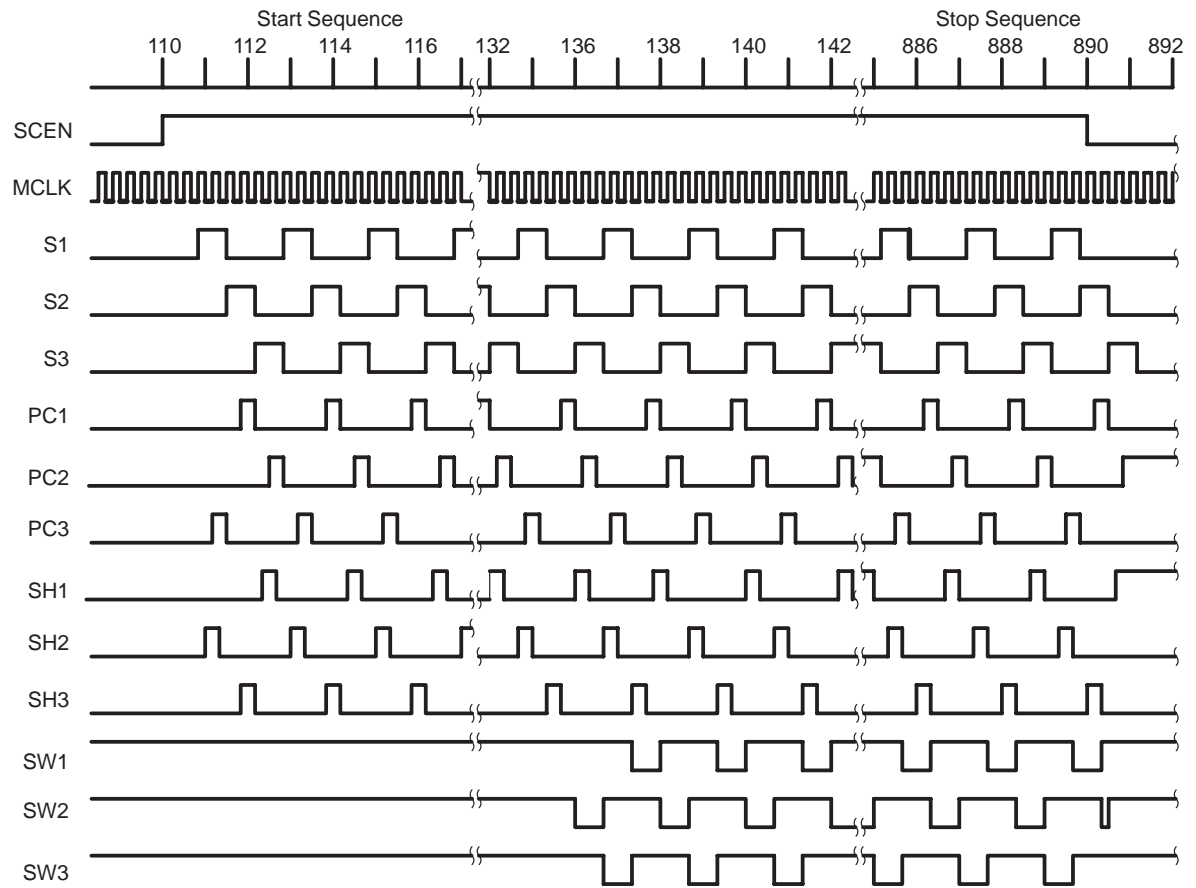 Start Sequence Stop Sequence
110 112 114 116 132 136 138 140 142 886 888 890 892
SCEN
MCLK
S1
S2
S3
PC1
PC2
PC3
SH1
SH2
SH3
SW1
SW2
SW3